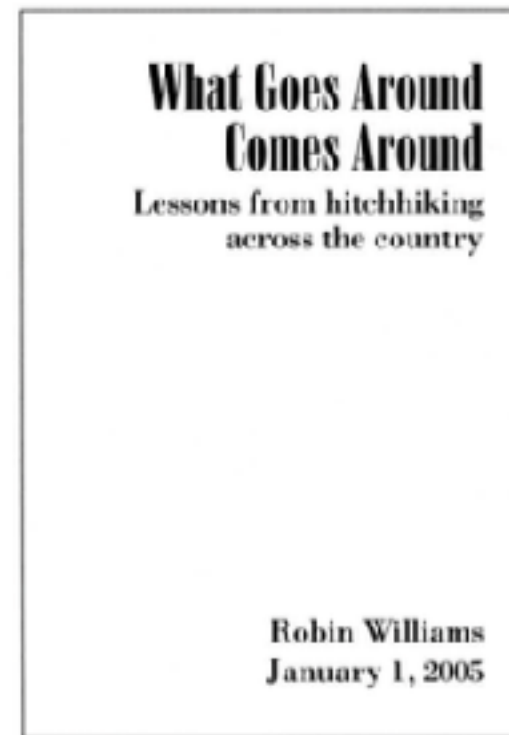 What Goes Around
Comes Around
Lessons from hitchhiking
across the country
Robin Williams
January 1, 2005